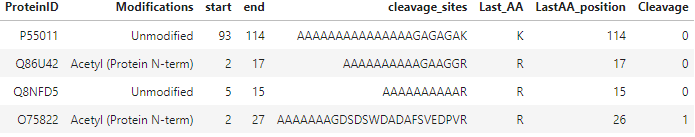 ProteinID Modifications start end cleavage_sites Last_AA LastAA_position Cleavage
P55011 Unmodified 93 114 AAAAAAAAAAAAAAAGAGAGAK K 114 0
Q86U42 Acetyl (Protein N-term) 2 17 AAAAAAAAAAGAAGGR R 17 0
Q8NFD5 Unmodified 5 15 AAAAAAAAAAR R 15 0
O75822 Acetyl (Protein N-term) 2 27 AAAAAAAGDSDSWDADAFSVEDPVR R 26 1